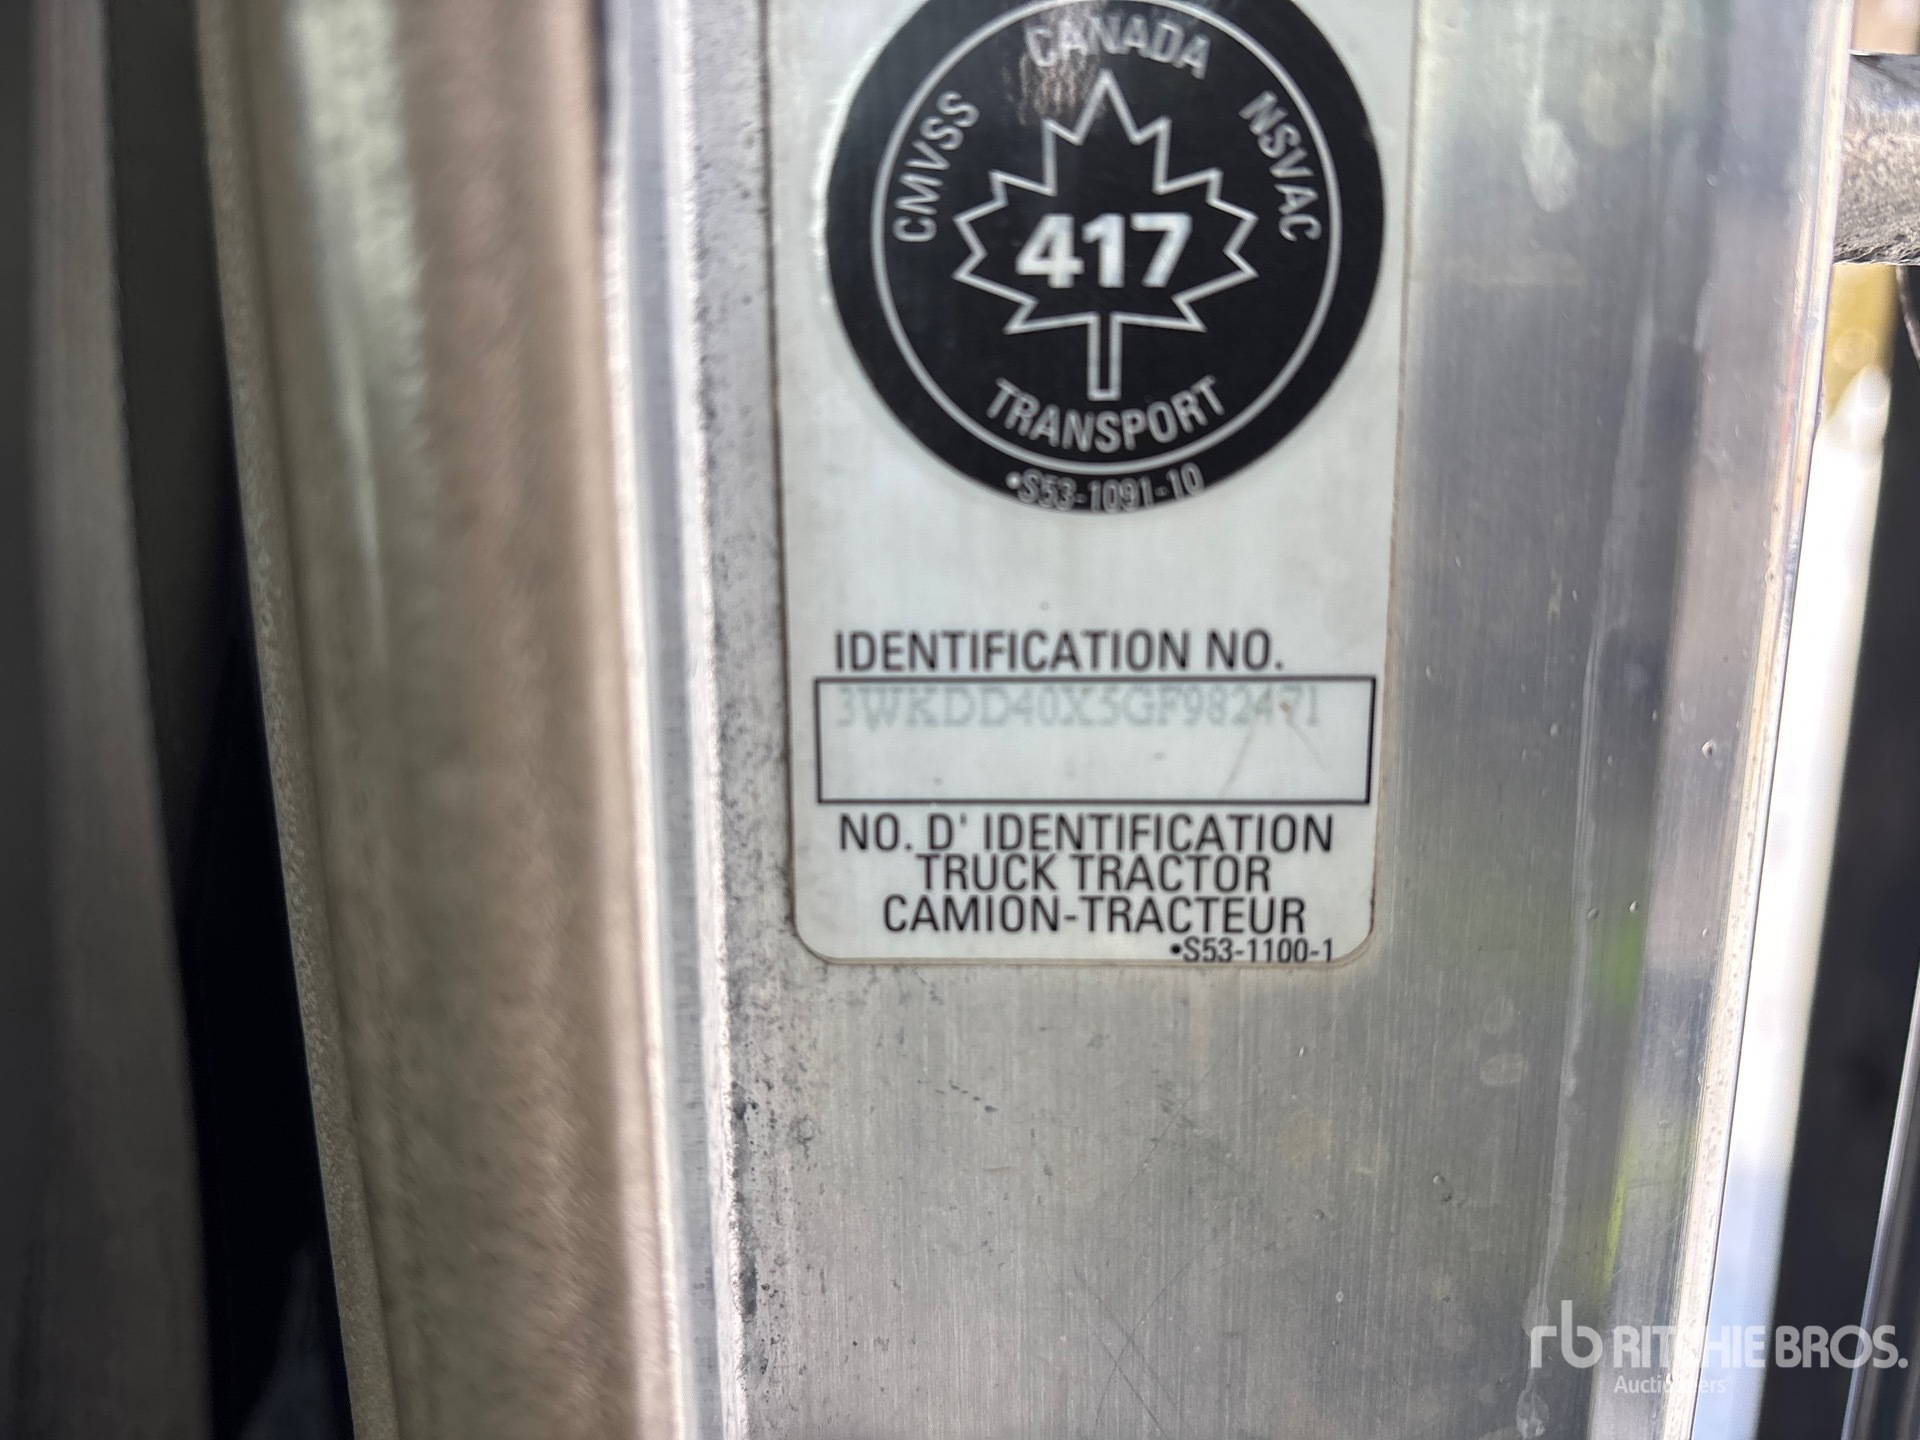 CANADA
CMVSS
NSVAC
417
TRANSPORT
•S53-1091-10
IDENTIFICATION NO.
3WKDD40X5GF982471
NO. D' IDENTIFICATION
TRUCK TRACTOR
CAMION-TRACTEUR
•S53-1100-1
rb RITCHIE BROS.
Auctioneers